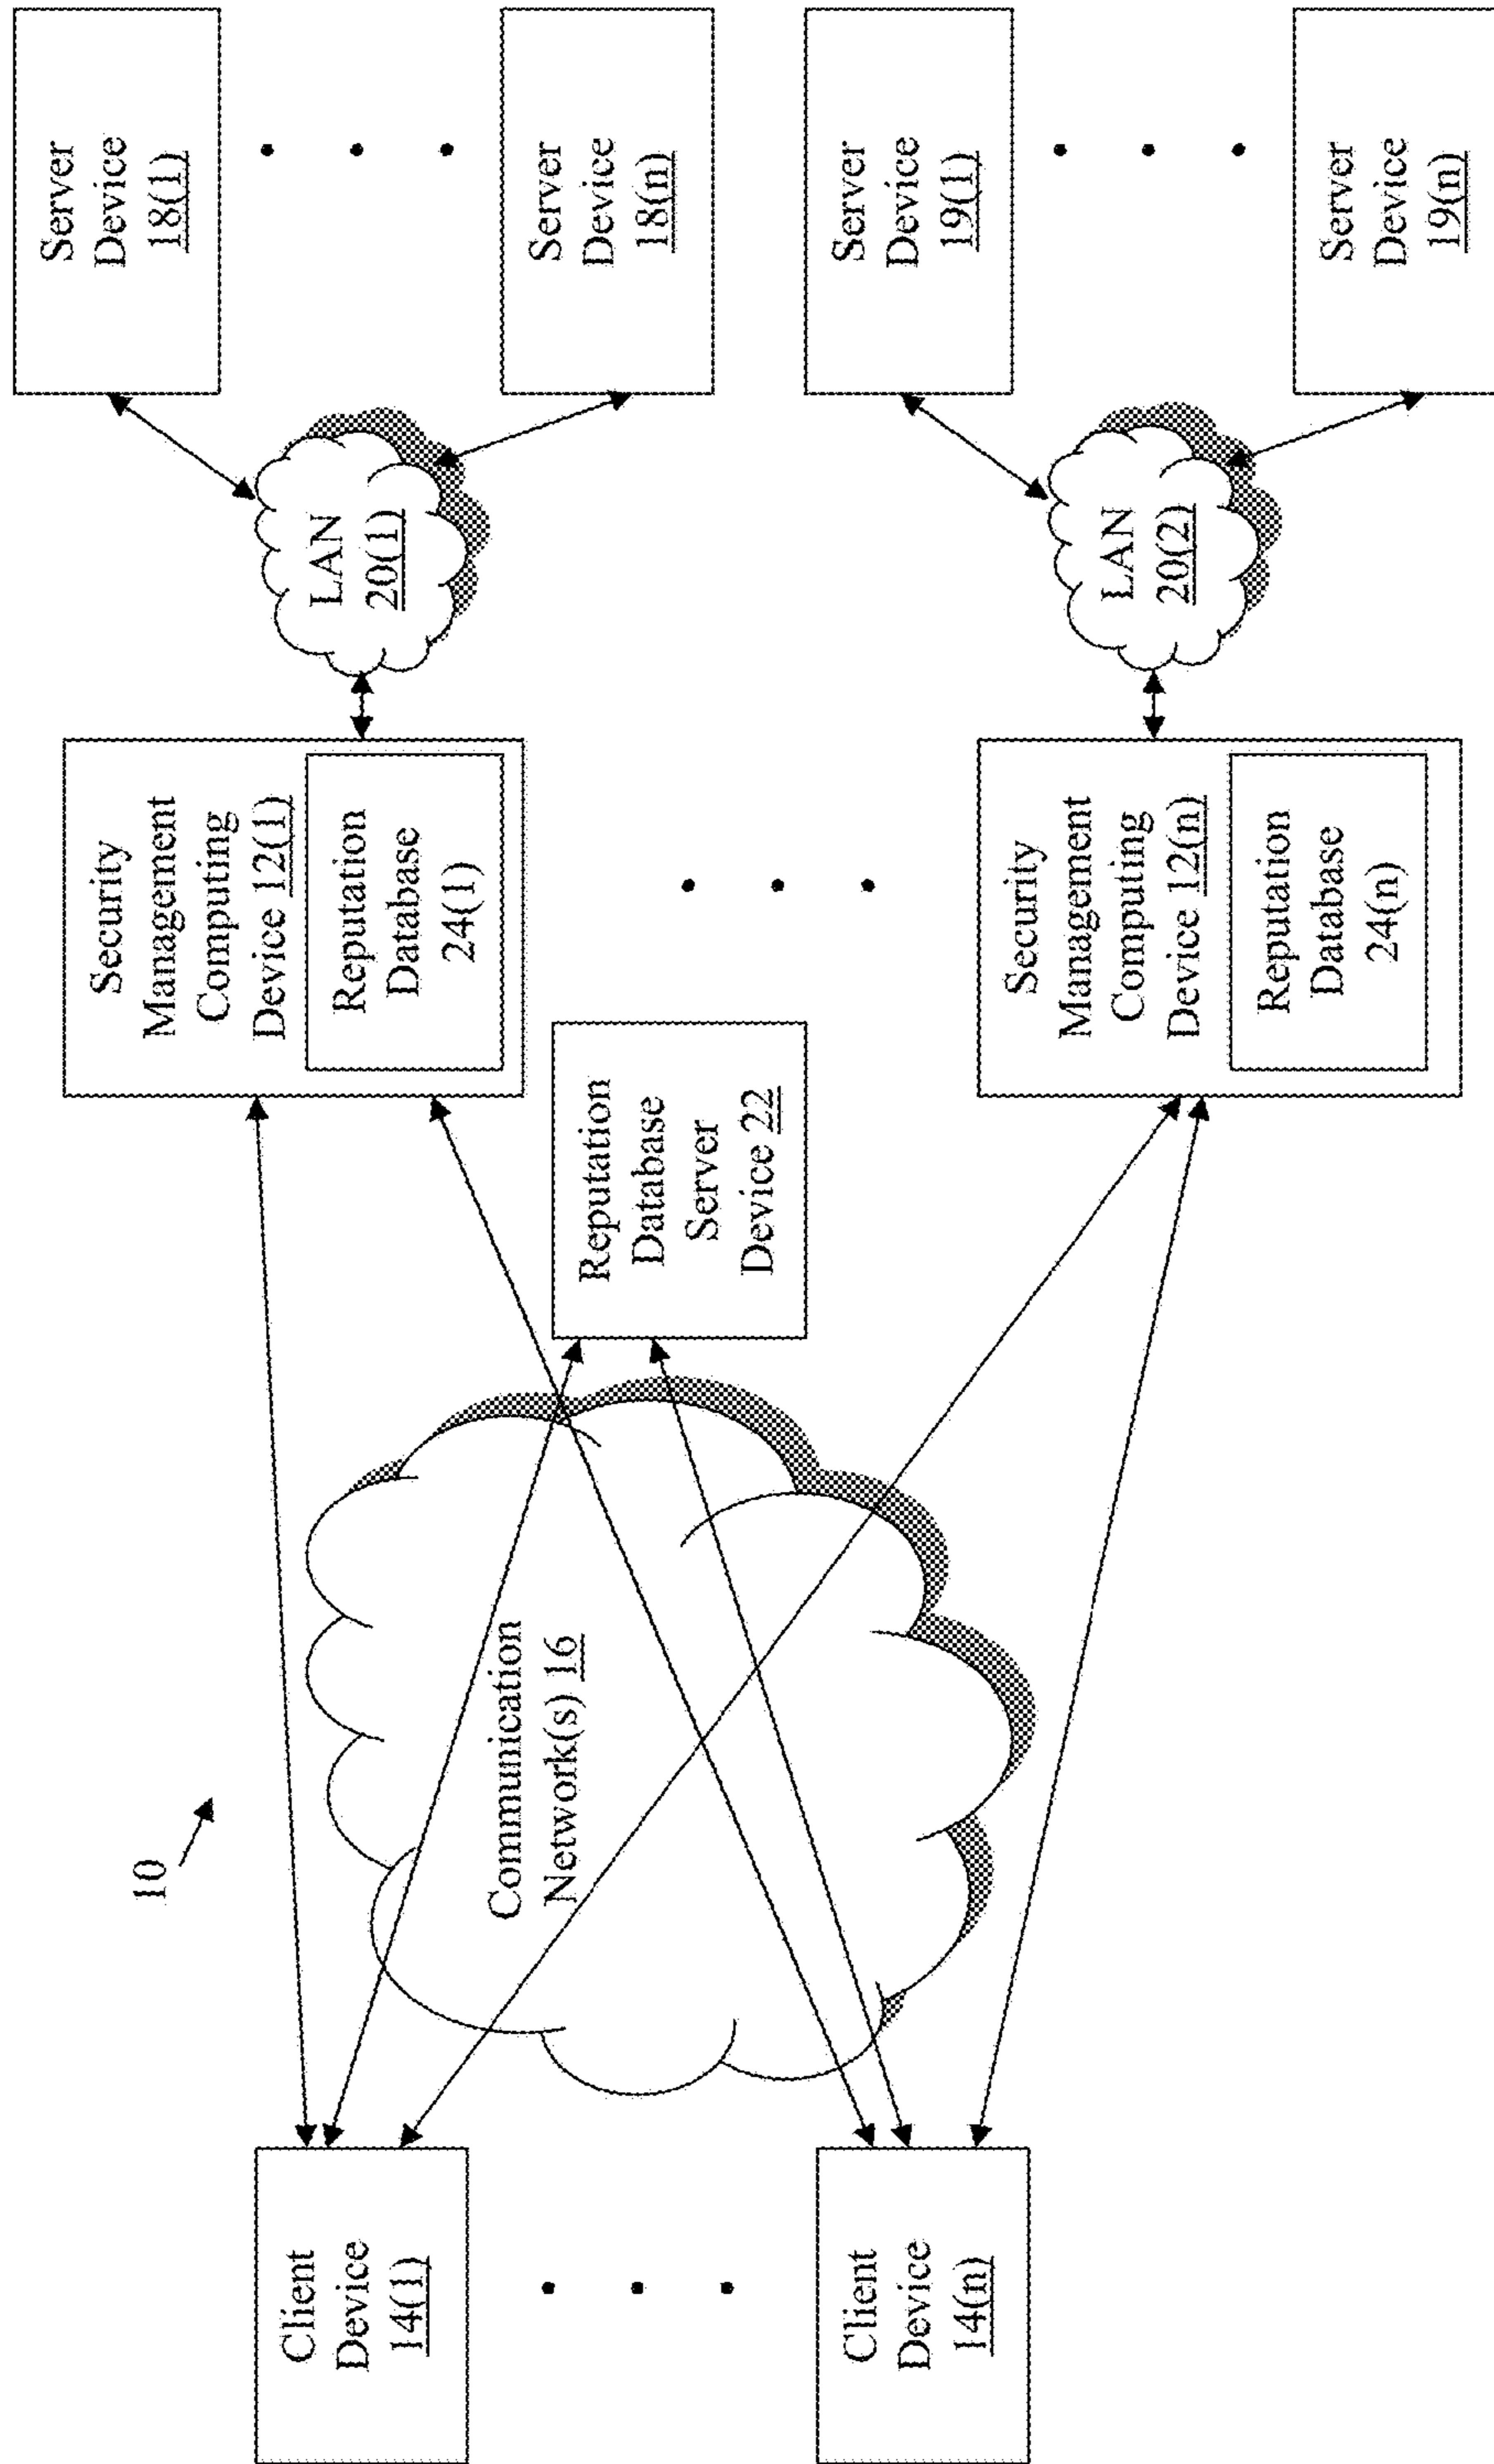 10
Client
Device
14(1)
Client
Device
14(n)
Communication
Network(s) 16
Reputation
Database
Server
Device 22
Security
Management
Computing
Device 12(1)
Reputation
Database
24(1)
Security
Management
Computing
Device 12(n)
Reputation
Database
24(n)
LAN
20(1)
LAN
20(2)
Server
Device
18(1)
Server
Device
18(n)
Server
Device
19(1)
Server
Device
19(n)